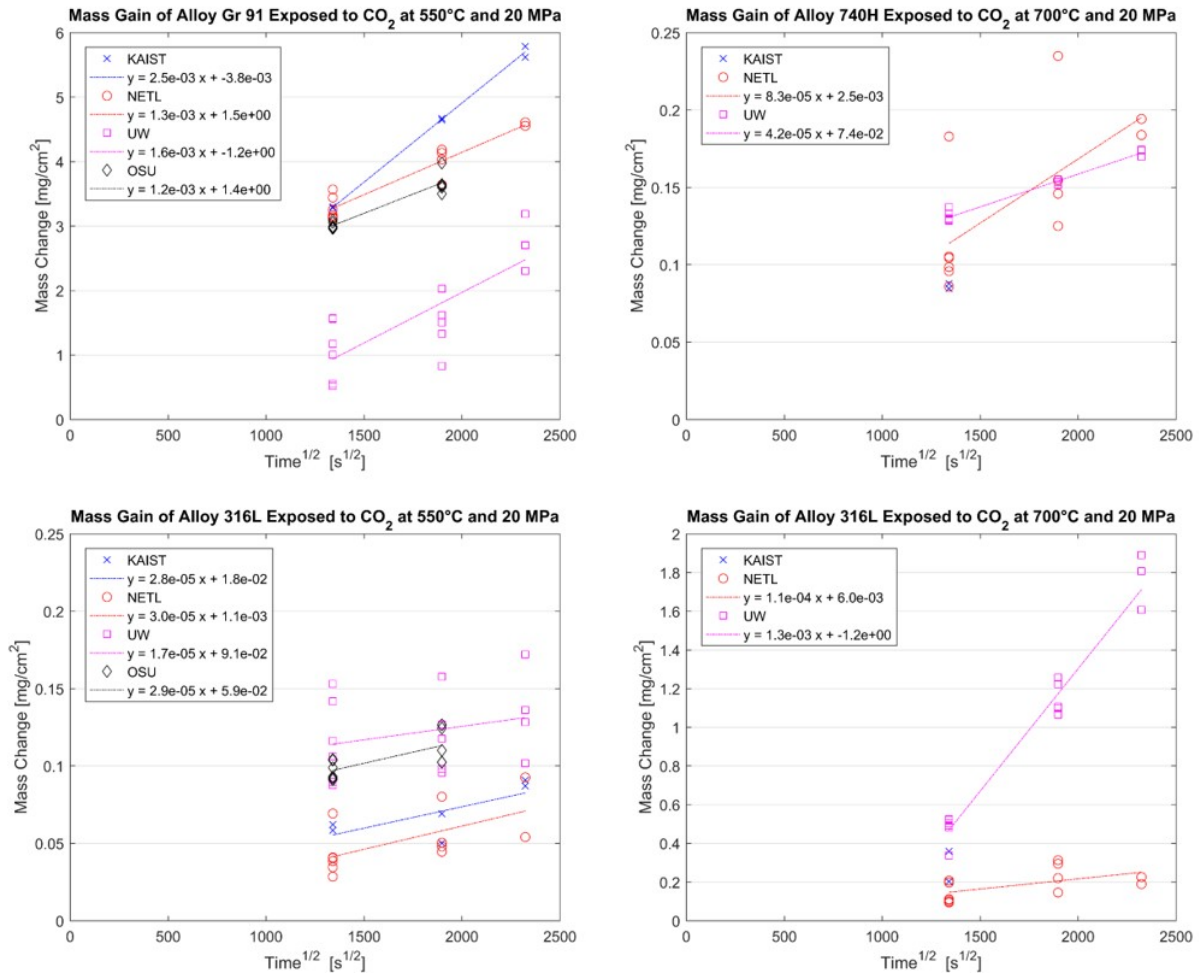 Mass Gain of Alloy Gr 91 Exposed to CO2 at 550°C and 20 MPa
KAIST
y = 2.5e-03 x + -3.8e-03
NETL
y = 1.3e-03 x + 1.5e+00
UW
y = 1.6e-03 x + -1.2e+00
OSU
y = 1.2e-03 x + 1.4e+00
Mass Change [mg/cm2]
6
5
4
3
2
1
0
0 500 1000 1500 2000 2500
Time1/2 [s1/2]
Mass Gain of Alloy 740H Exposed to CO2 at 700°C and 20 MPa
KAIST
NETL
y = 8.3e-05 x + 2.5e-03
UW
y = 4.2e-05 x + 7.4e-02
Mass Change [mg/cm2]
0.25
0.2
0.15
0.1
0.05
0
0 500 1000 1500 2000 2500
Time1/2 [s1/2]
Mass Gain of Alloy 316L Exposed to CO2 at 550°C and 20 MPa
KAIST
y = 2.8e-05 x + 1.8e-02
NETL
y = 3.0e-05 x + 1.1e-03
UW
y = 1.7e-05 x + 9.1e-02
OSU
y = 2.9e-05 x + 5.9e-02
Mass Change [mg/cm2]
0.25
0.2
0.15
0.1
0.05
0
0 500 1000 1500 2000 2500
Time1/2 [s1/2]
Mass Gain of Alloy 316L Exposed to CO2 at 700°C and 20 MPa
KAIST
NETL
y = 1.1e-04 x + 6.0e-03
UW
y = 1.3e-03 x + -1.2e+00
Mass Change [mg/cm2]
2
1.8
1.6
1.4
1.2
1
0.8
0.6
0.4
0.2
0
0 500 1000 1500 2000 2500
Time1/2 [s1/2]